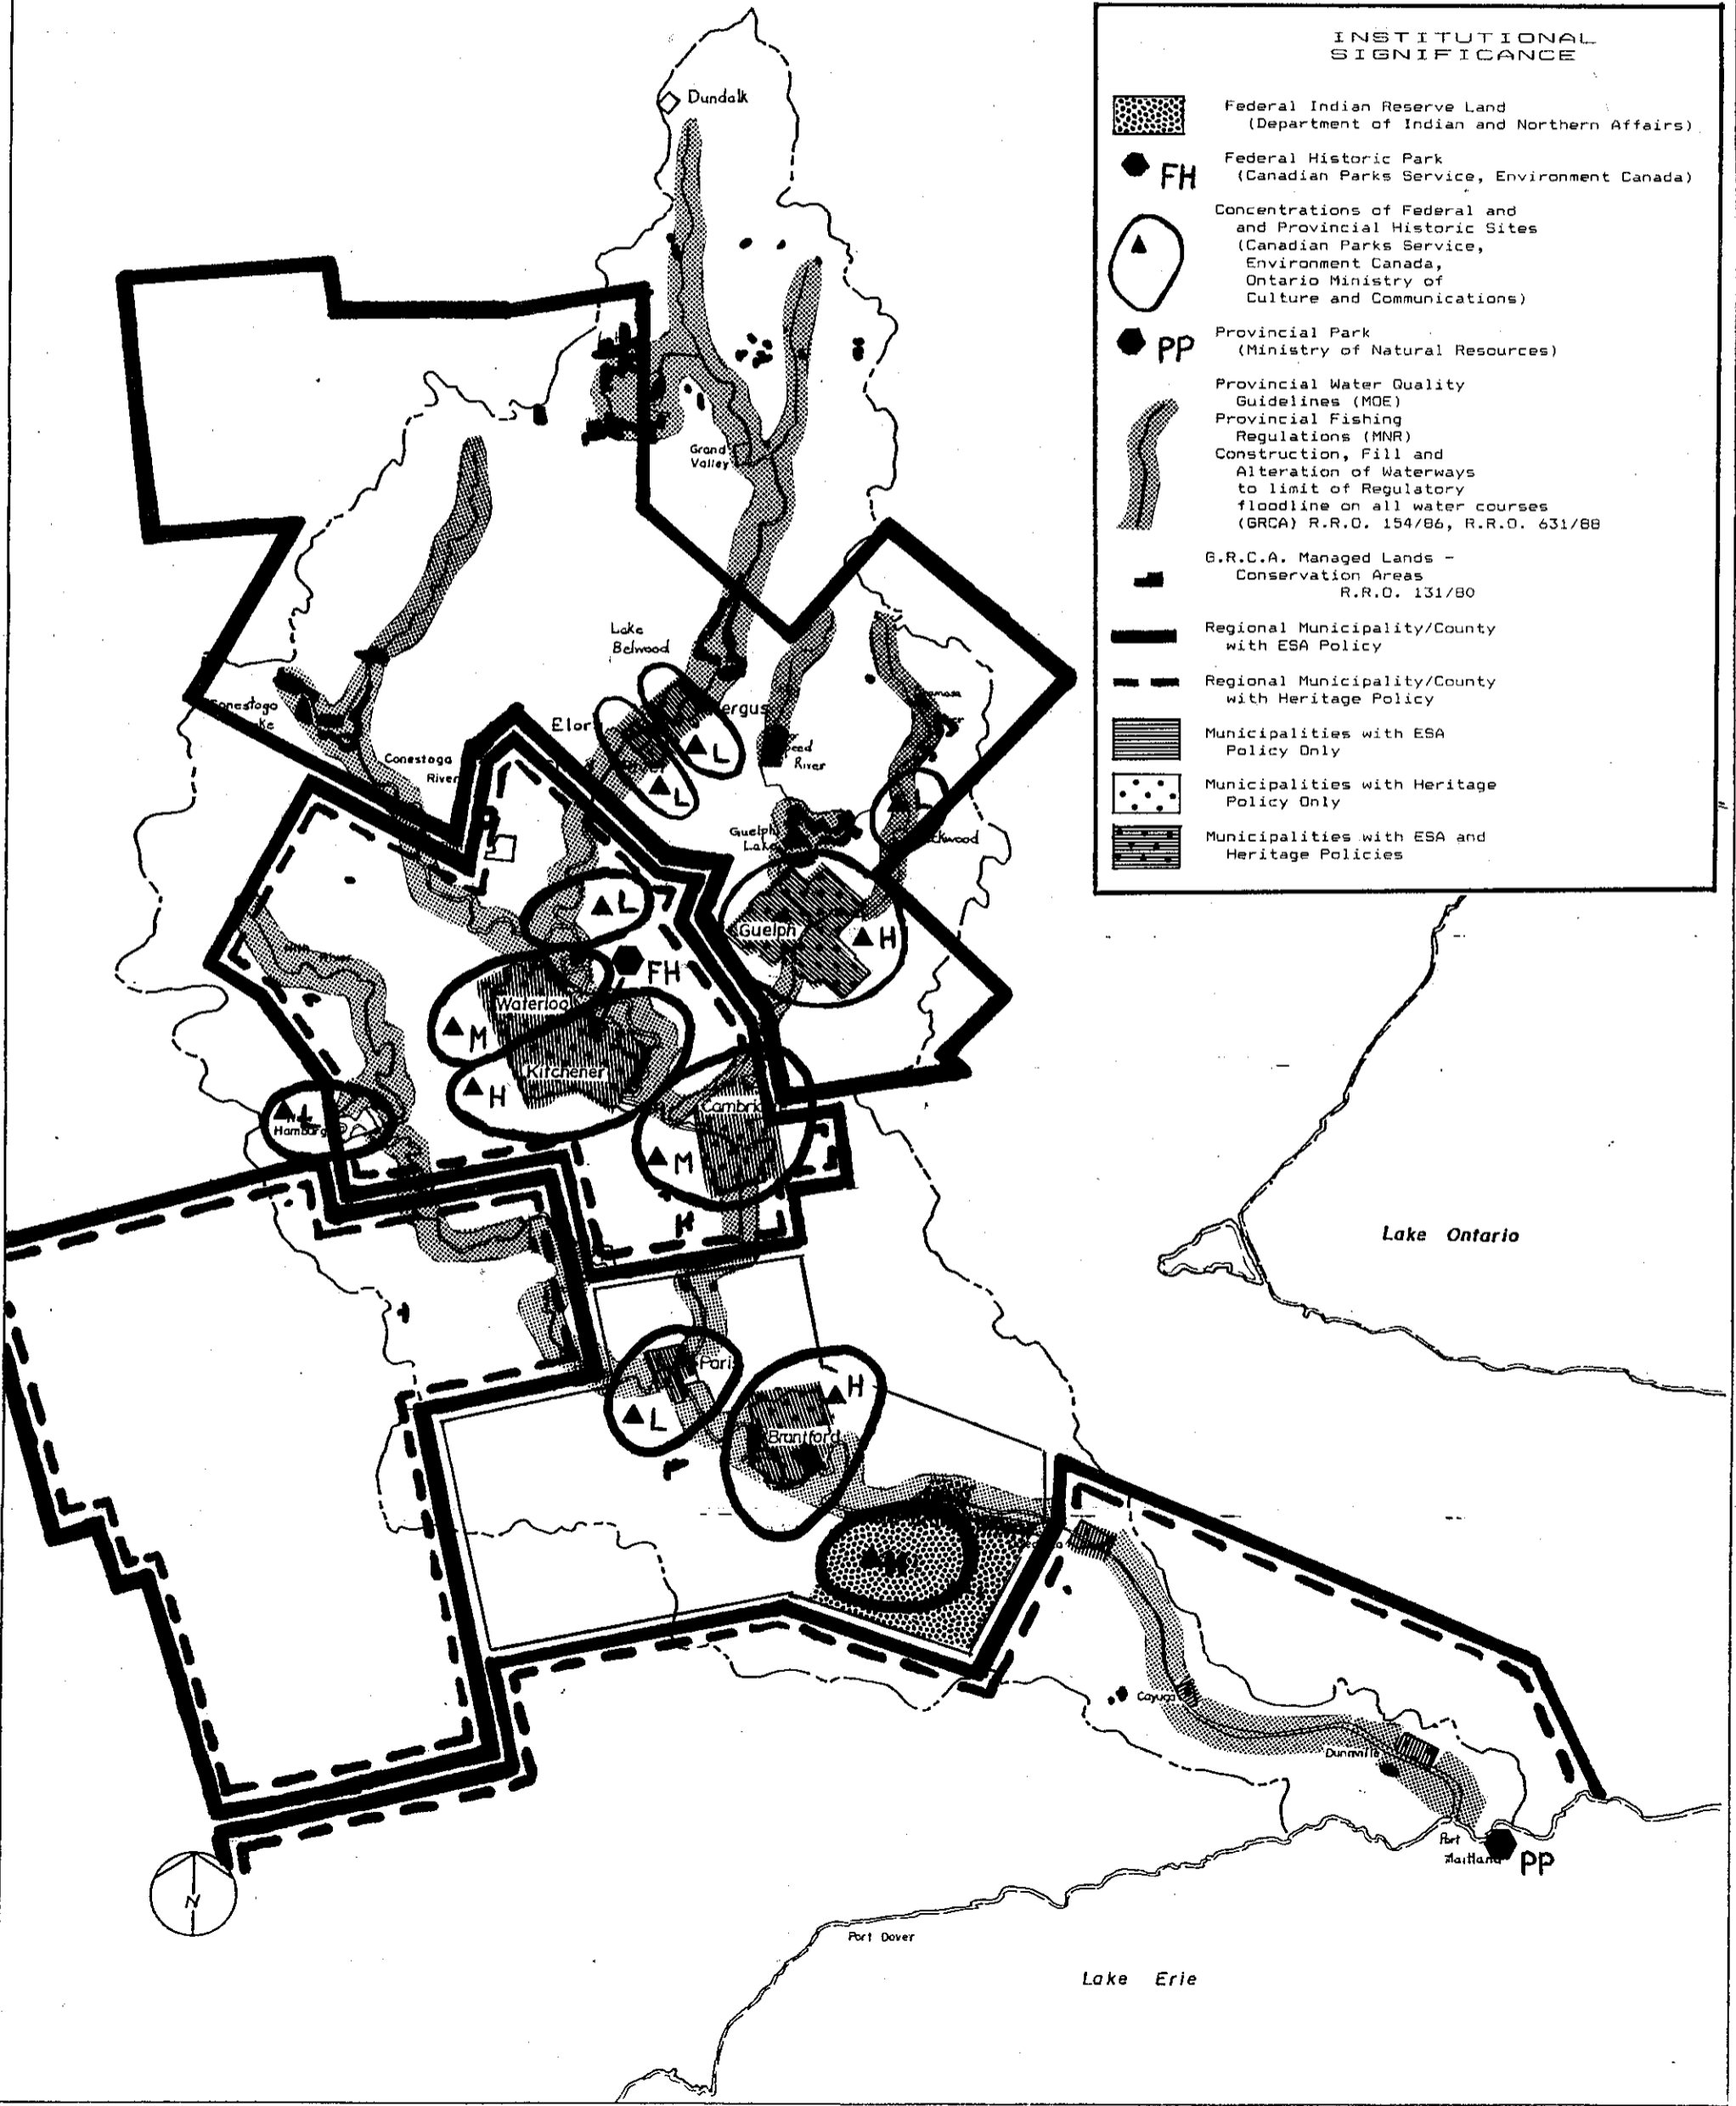 INSTITUTIONAL
SIGNIFICANCE
Federal Indian Reserve Land
(Department of Indian and Northern Affairs)
FH
Federal Historic Park
(Canadian Parks Service, Environment Canada)
Concentrations of Federal and
and Provincial Historic Sites
(Canadian Parks Service,
Environment Canada,
Ontario Ministry of
Culture and Communications)
PP
Provincial Park
(Ministry of Natural Resources)
Provincial Water Quality
Guidelines (MOE)
Provincial Fishing
Regulations (MNR)
Construction, Fill and
Alteration of Waterways
to limit of Regulatory
floodline on all water courses
(GRCA) R.R.O. 154/86, R.R.O. 631/88
G.R.C.A. Managed Lands -
Conservation Areas
R.R.O. 131/80
Regional Municipality/County
with ESA Policy
Regional Municipality/County
with Heritage Policy
Municipalities with ESA
Policy Only
Municipalities with Heritage
Policy Only
Municipalities with ESA and
Heritage Policies
Dundalk
Grand
Valley
Lake
Belwood
Conestoga
River
River
Guelph
Lake
L
L
L
Guelph
H
FH
Waterloo
M
Kitchener
H
M
L
Hamburg
L
H
Brantford
Lake Ontario
Cayuga
Dunnville
Port
Maitland
PP
Port Dover
Lake Erie
N